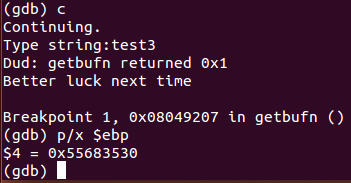 (gdb) c
Continuing.
Type string:test3
Dud: getbufn returned 0x1
Better luck next time

Breakpoint 1, 0x08049207 in getbufn ()
(gdb) p/x $ebp
$4 = 0x55683530
(gdb)